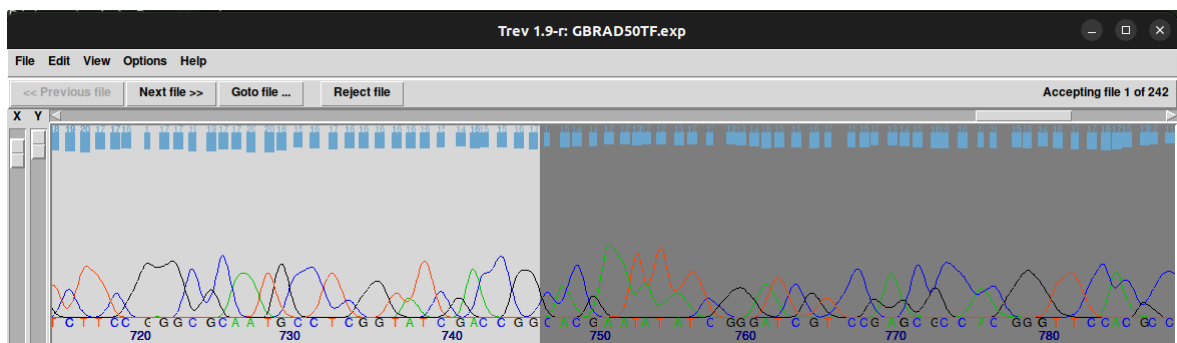 Trev 1.9-r: GBRAD50TF.exp
File Edit View Options Help
<< Previous file Next file >> Goto file ... Reject file Accepting file 1 of 242
X Y
T C T T C C G G G C G C A A T G C C T C G G T A T C G A C C G G C A C G A A T A T A T C G G G A T C G T C C G A G C G C C A C G G G T T C C A C G C C
720 730 740 750 760 770 780